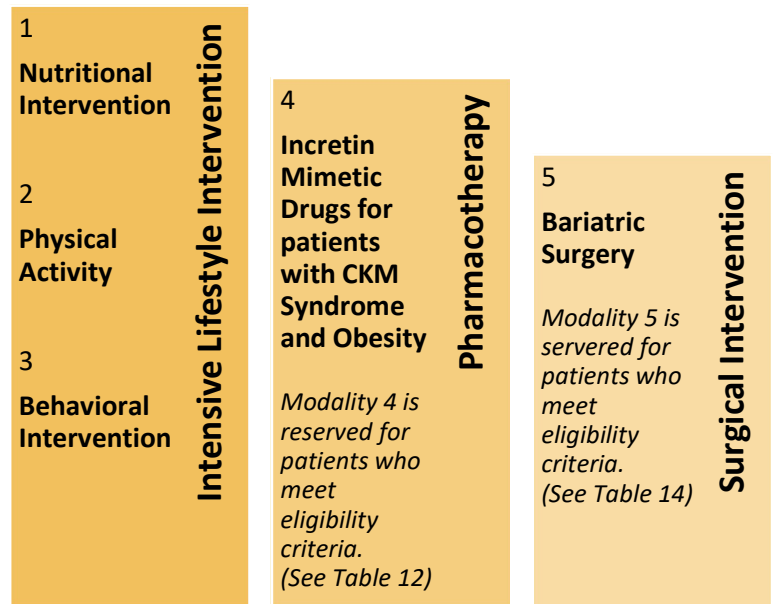 1
Nutritional
Intervention
2
Physical
Activity
3
Behavioral
Intervention
Intensive Lifestyle Intervention
4
Incretin
Mimetic
Drugs for
patients
with CKM
Syndrome
and Obesity
Modality 4 is
reserved for
patients who
meet
eligibility
criteria.
(See Table 12)
Pharmacotherapy
5
Bariatric
Surgery
Modality 5 is
servered for
patients who
meet
eligibility
criteria.
(See Table 14)
Surgical Intervention